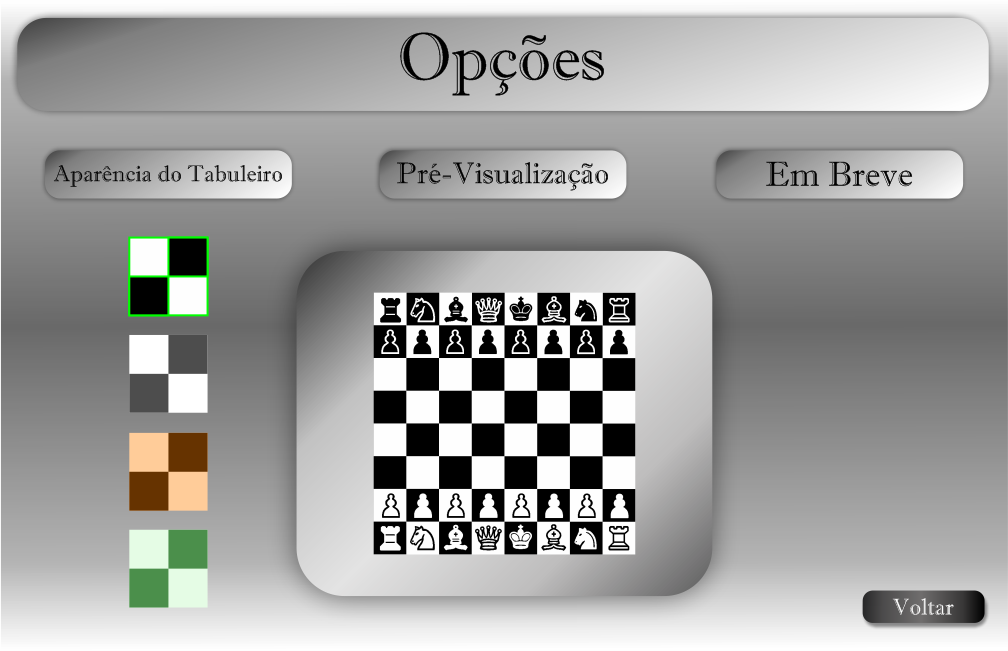 Opções
Aparência do Tabuleiro
Pré-Visualização
Em Breve
Voltar